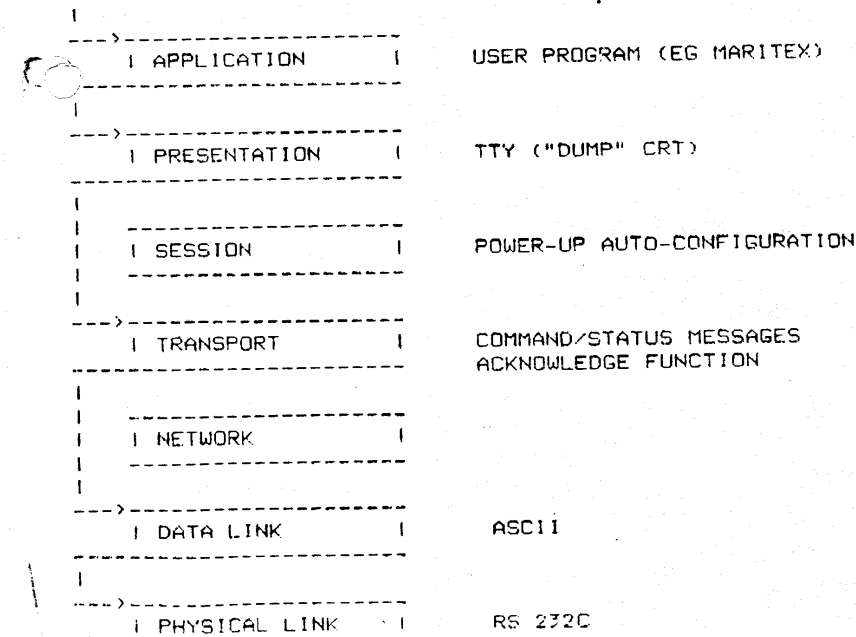 APPLICATION USER PROGRAM (EG MARITEX)
PRESENTATION TTY ("DUMP" CRT)
SESSION POWER-UP AUTO-CONFIGURATION
TRANSPORT COMMAND/STATUS MESSAGES
ACKNOWLEDGE FUNCTION
NETWORK
DATA LINK ASCII
PHYSICAL LINK RS 232C